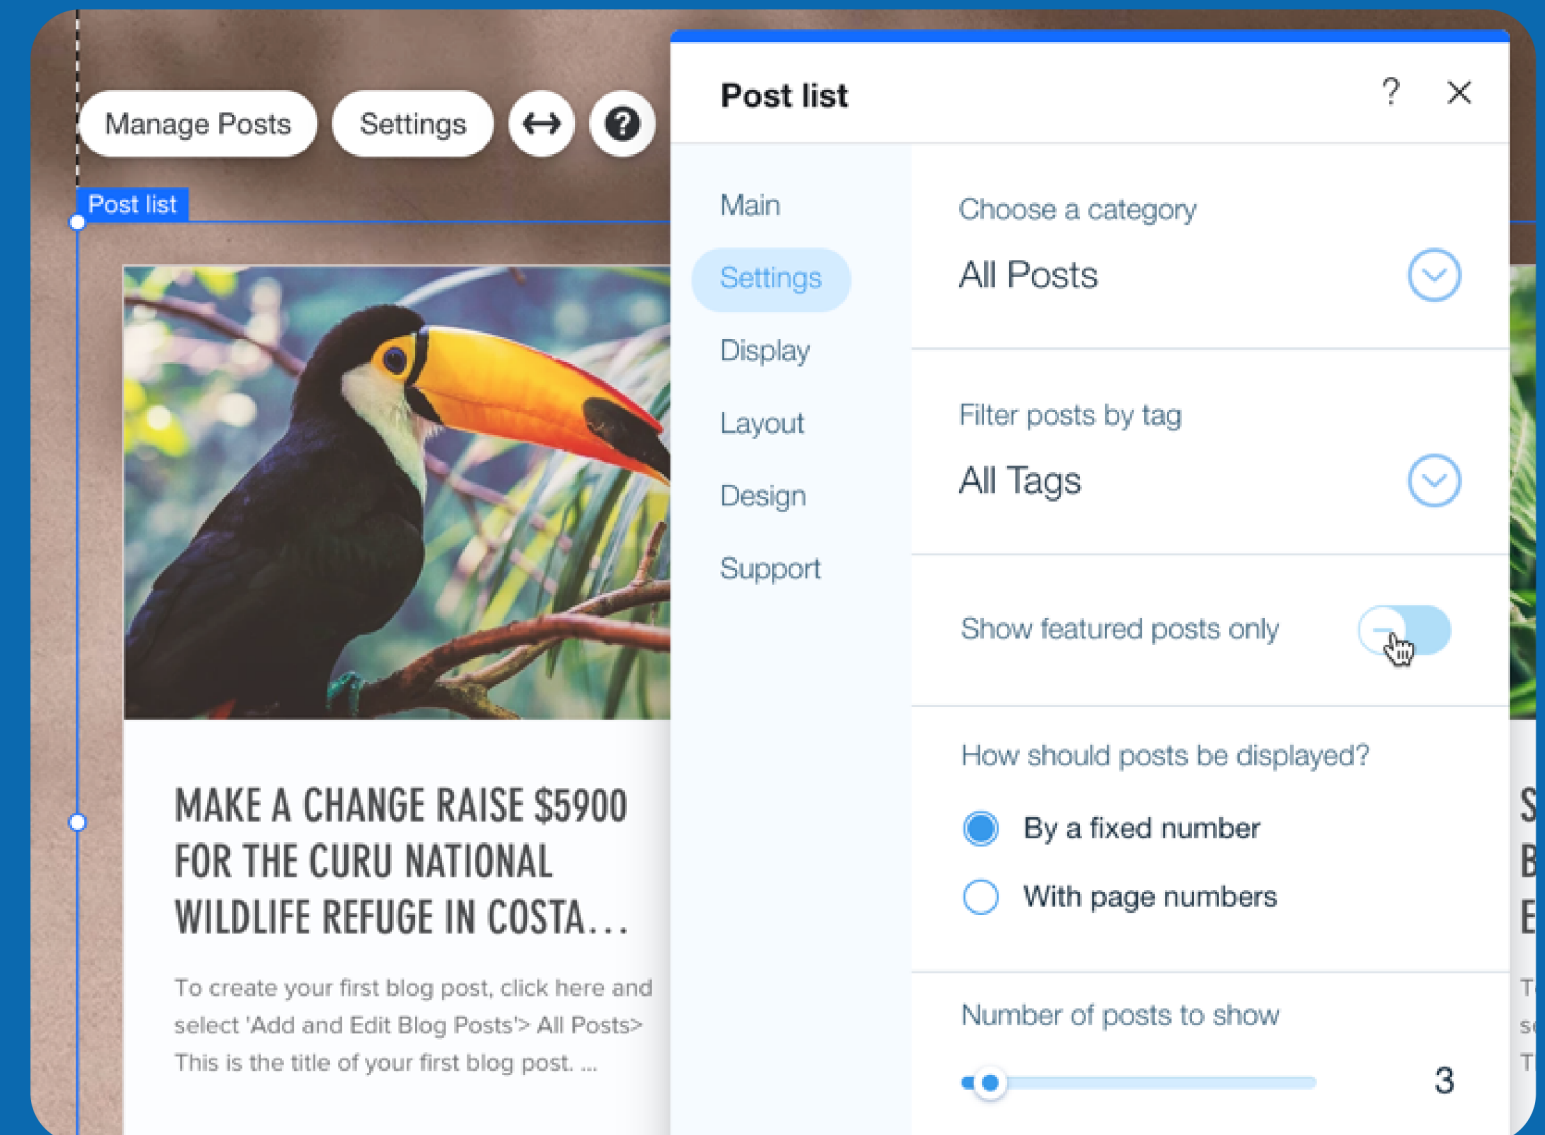 Manage Posts
Settings
?
Post list
Post list
?
Main
Settings
Display
Layout
Design
Support
Choose a category
All Posts
Filter posts by tag
All Tags
Show featured posts only
How should posts be displayed?
By a fixed number
With page numbers
Number of posts to show
3
MAKE A CHANGE RAISE $5900
FOR THE CURU NATIONAL
WILDLIFE REFUGE IN COSTA...
To create your first blog post, click here and
select 'Add and Edit Blog Posts'> All Posts>
This is the title of your first blog post. ...